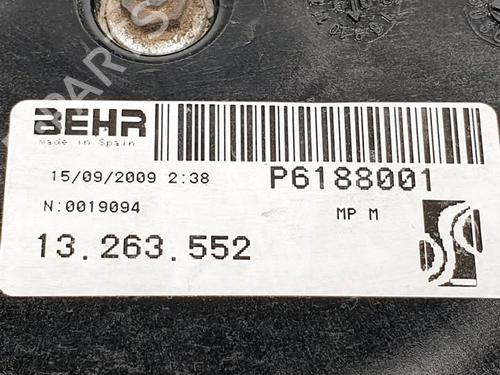 BEHR
made in Spain
15/09/2009 2:38
P6188001
N:0019094
MP M
13.263.552